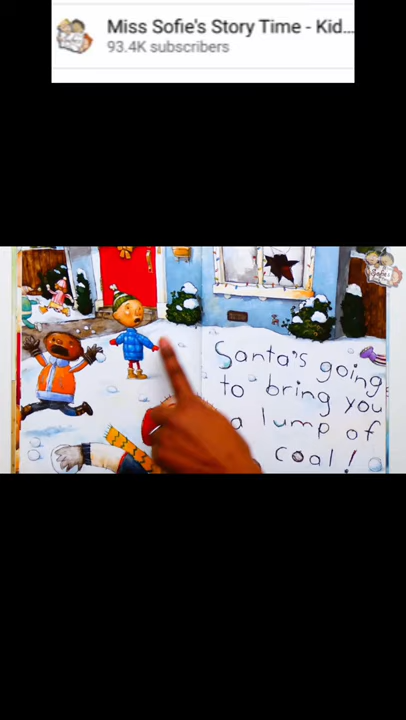 Miss Sofie's Story Time - Kid...
93.4K subscribers
Santa's going
to bring you
a lump of
coal!